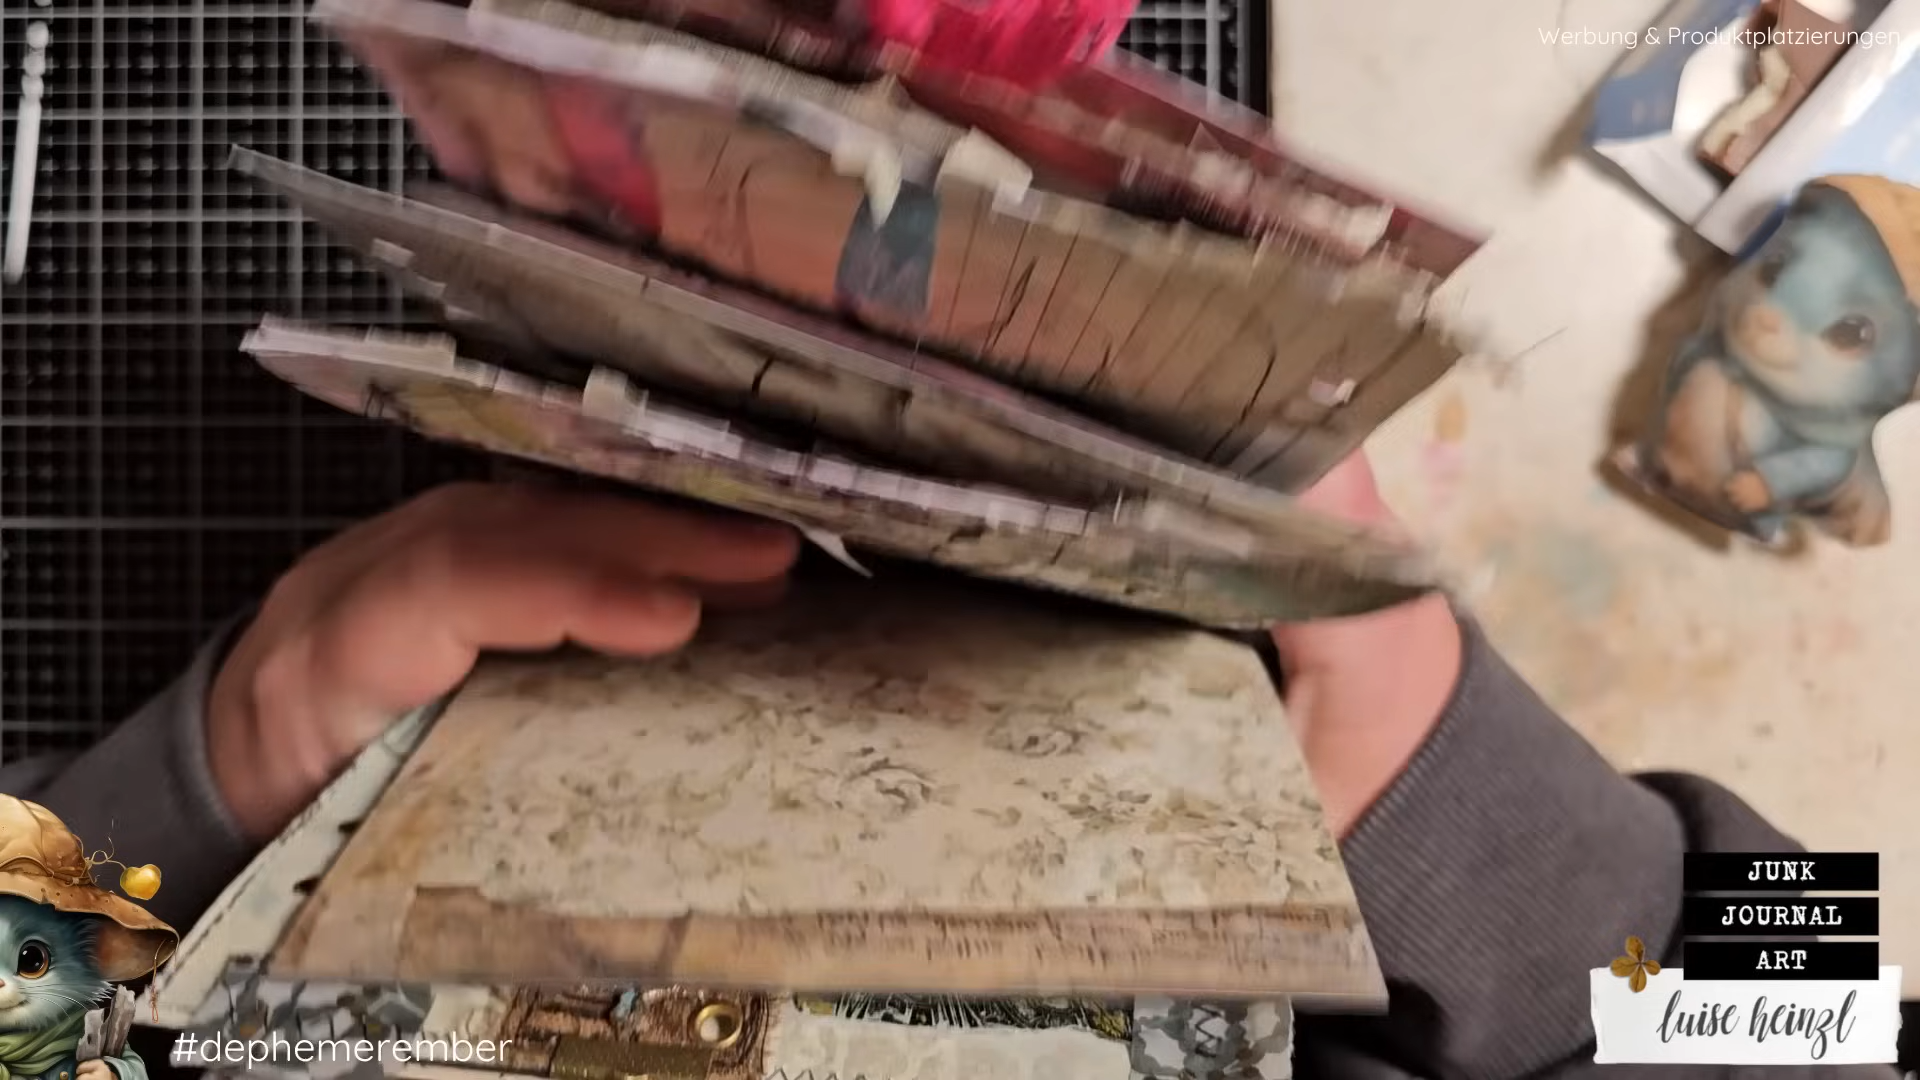 Werbung & Produktplatzierungen
JUNK
JOURNAL
ART
luise heinzl
#dephemerember